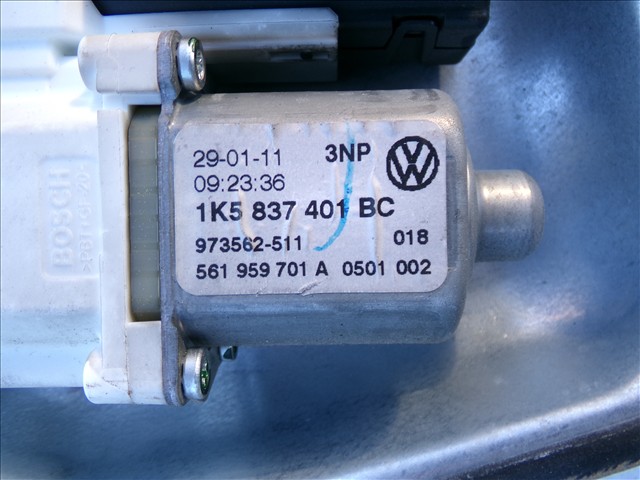 29-01-11 3NP
09:23:36
1K5 837 401 BC
973562-511 018
561 959 701 A 0501 002
BOSCH